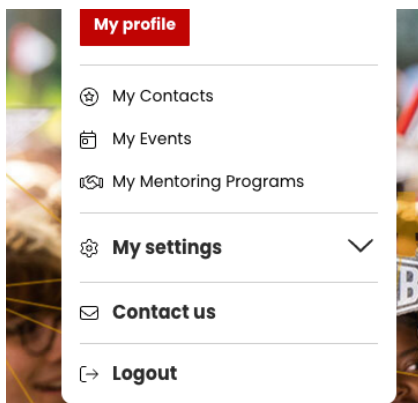 My profile
My Contacts
My Events
My Mentoring Programs
My settings
Contact us
Logout
B